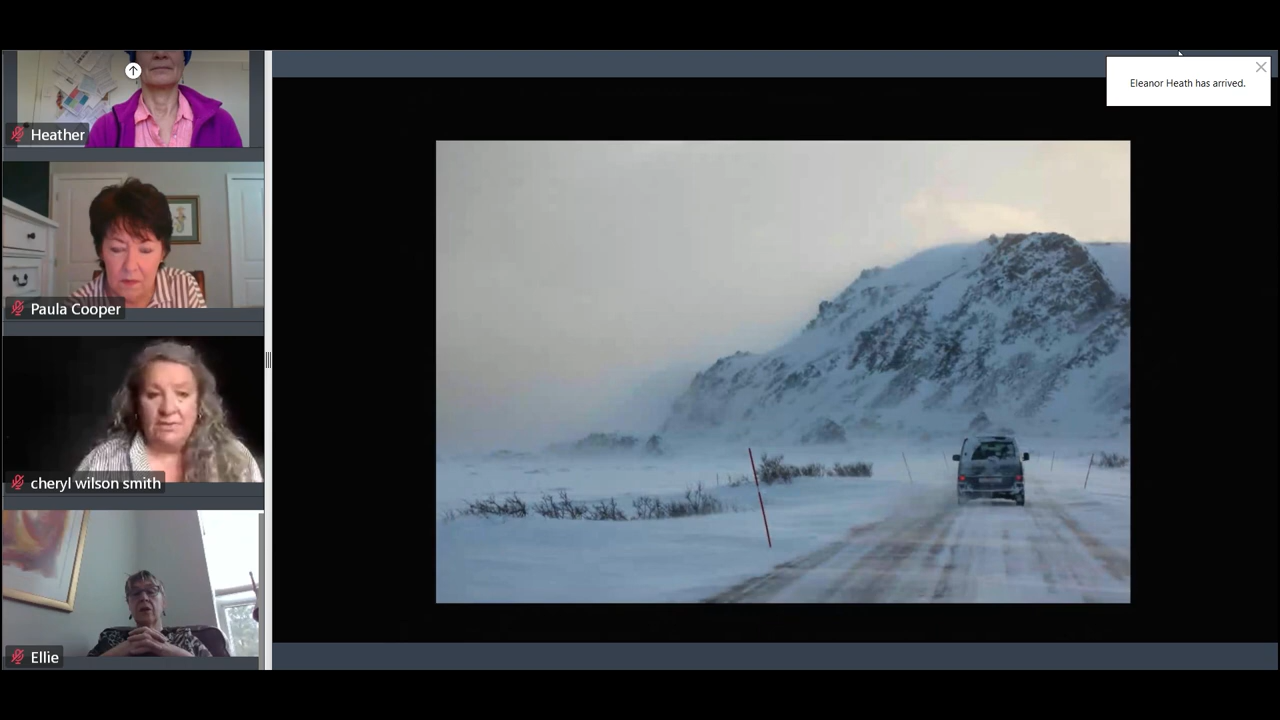 Heather
Paula Cooper
cheryl wilson smith
Ellie
Eleanor Heath has arrived.